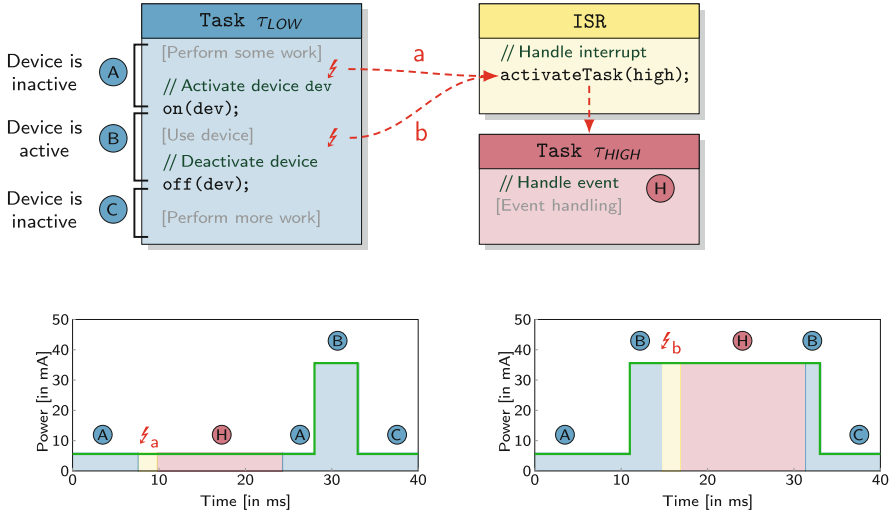 Task τLOW
ISR
Device is
inactive
A
[Perform some work]
// Activate device dev
on(dev);
a
// Handle interrupt
activateTask(high);
Device is
active
B
[Use device]
// Deactivate device
off(dev);
b
Task τHIGH
// Handle event
[Event handling]
H
Device is
inactive
C
[Perform more work]
Power [in mA]
50
40
30
20
10
0
A
a
H
A
B
C
0
10
20
30
40
Time [in ms]
Power [in mA]
50
40
30
20
10
0
A
B
b
H
B
C
0
10
20
30
40
Time [in ms]